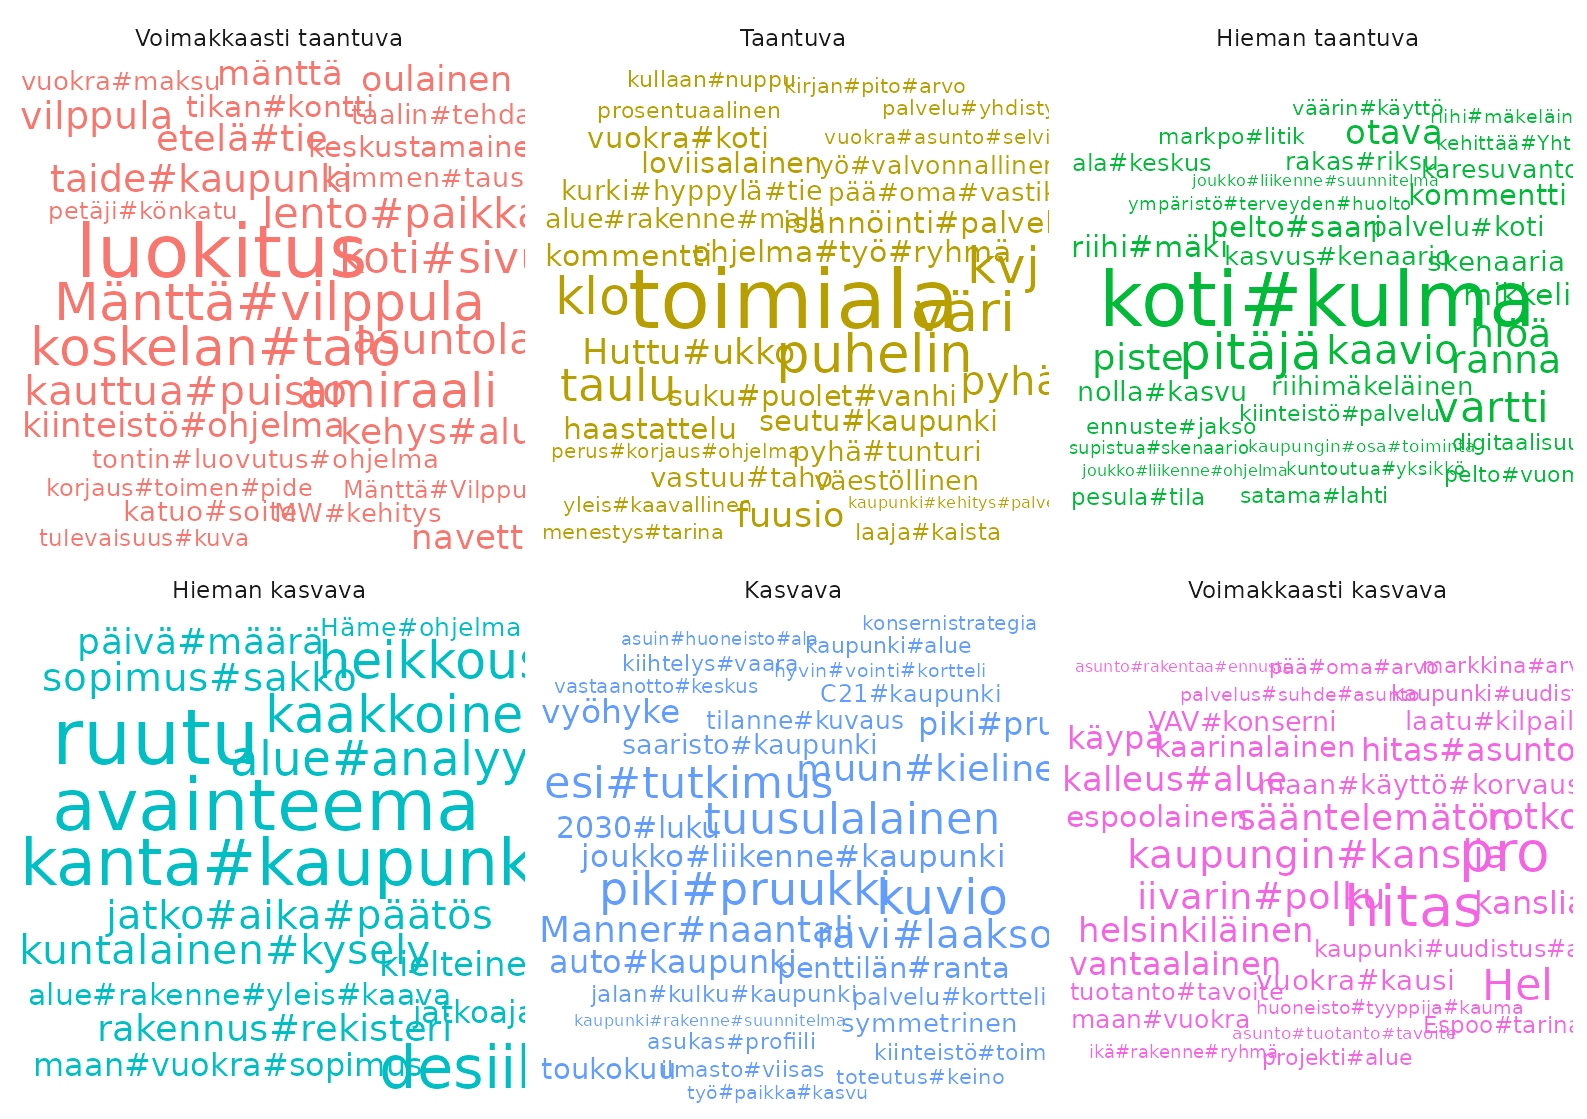 Voimakkaasti taantuva
vuokra#maksu
mänttä
oulainen
vilppula
tikan#kontti
taalin#tehda
etelä#tie
keskustamaine
taide#kaupunki
lammen#taus
petäji#könkatu
lento#paikka
luokitus
koti#sivu
Mänttä#vilppula
koskelan#talo
asuntola
kauttua#puisto
amiraali
kiinteistö#ohjelma
kehys#alu
tontin#luovutus#ohjelma
korjaus#toimen#pide
Mänttä#Vilppu
katuo#soite
MW#kehitys
tulevaisuus#kuva
navett
Taantuva
kullaan#nuppu
kirjan#pito#arvo
prosentuaalinen
palvelu#yhdisty
vuokra#koti
vuokra#asunto#selvi
loviisalainen
yö#valvonnallinen
kurki#hyppylä#tie
pää#oma#vastik
alue#rakenne#malli
isännöinti#palvel
kommentti
ohjelma#työ#ryhmä
kvj
klo
toimiala
väri
Huttu#ukko
puhelin
taulu
suku#puolet#vanhi
pyhä
haastattelu
seutu#kaupunki
perus#korjaus#ohjelma
pyhä#tunturi
vastuu#taho
väestöllinen
yleis#kaavallinen
fuusio
kaupunki#kehitys#palve
menestys#tarina
laaja#kaista
Hieman taantuva
väärin#käyttö
riihi#mäkeläin
markpo#litik
otava
kehittää#Yht
ala#keskus
rakas#riksu
karesuvanto
joukko#liikenne#suunnitelma
kommentti
ympäristö#terveyden#huolto
pelto#saari
palvelu#koti
riihi#mäki
kasvus#kenaario
skenaaria
koti#kulma
mikkeli
hlöä
piste
pitäjä
kaavio
ranna
nolla#kasvu
riihimäkeläinen
vartti
ennuste#jakso
kiinteistö#palvelu
supistua#skenaario
kaupungin#osa#toiminta
digitaalisuu
joukko#liikenne#ohjelma
kuntoutua#yksikkö
pelto#vuon
pesula#tila
satama#lahti
Hieman kasvava
Häme#ohjelma
päivä#määrä
heikkous
sopimus#sakko
kaakkoine
ruutu
alue#analyy
avainteema
kanta#kaupunk
jatko#aika#päätös
kuntalainen#kysely
kielteine
alue#rakenne#yleis#kaava
jatkoaja
rakennus#rekisteri
maan#vuokra#sopimus
desiil
Kasvava
konsernistrategia
asuin#huoneisto#ala
kaupunki#alue
kiihtelys#vaara
hyvin#vointi#kortteli
vastaanotto#keskus
C21#kaupunki
vyöhyke
tilanne#kuvaus
piki#pru
saaristo#kaupunki
muun#kieline
esi#tutkimus
2030#luku
tuusulalainen
joukko#liikenne#kaupunki
piki#pruukki
kuvio
Manner#naantali
ravi#laakso
auto#kaupunki
penttilän#ranta
jalan#kulku#kaupunki
palvelu#kortteli
kaupunki#rakenne#suunnitelma
symmetrinen
asukas#profiili
kiinteistö#toim
toukokuu
ilmasto#viisas
toteutus#keino
työ#paikka#kasvu
Voimakkaasti kasvava
asunto#rakentaa#ennuste
pää#oma#arvo
markkina#arv
palvelus#suhde#asunto
kaupunki#uudist
VAV#konserni
laatu#kilpail
käypä
kaarinalainen
hitas#asunto
kalleus#alue
maan#käyttö#korvaus
espoolainen
sääntelemätön
rotko
kaupungin#kanslia
pro
iivarin#polku
hitas
kanslia
helsinkiläinen
kaupunki#uudistus#a
vantaalainen
vuokra#kausi
Hel
tuotanto#tavoite
huoneisto#tyyppija#kauma
maan#vuokra
asunto#tuotanto#tavoite
Espoo#tarina
ikä#rakenne#ryhmä
projekti#alue